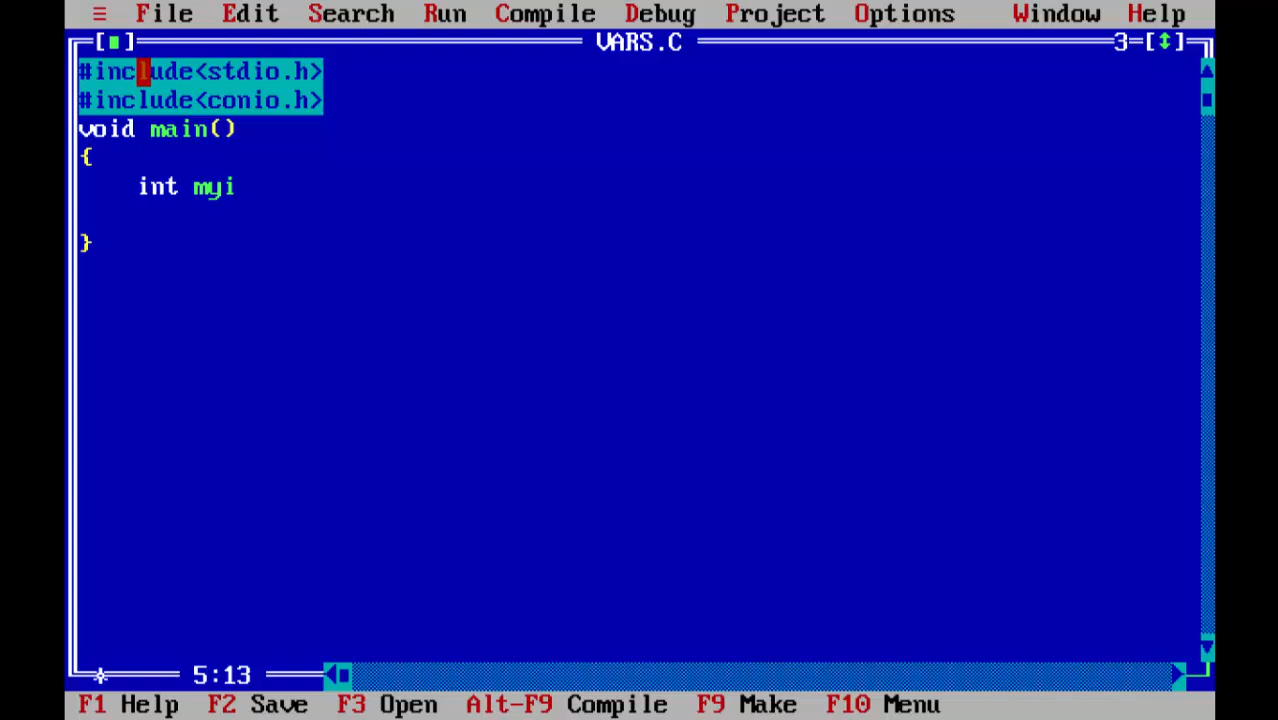 ≡ File Edit Search Run Compile Debug Project Options Window Help
[■] VARS.C 3=[↕]
#include<stdio.h>
#include<conio.h>
void main()
{
int myi
}
5:13
F1 Help F2 Save F3 Open Alt-F9 Compile F9 Make F10 Menu